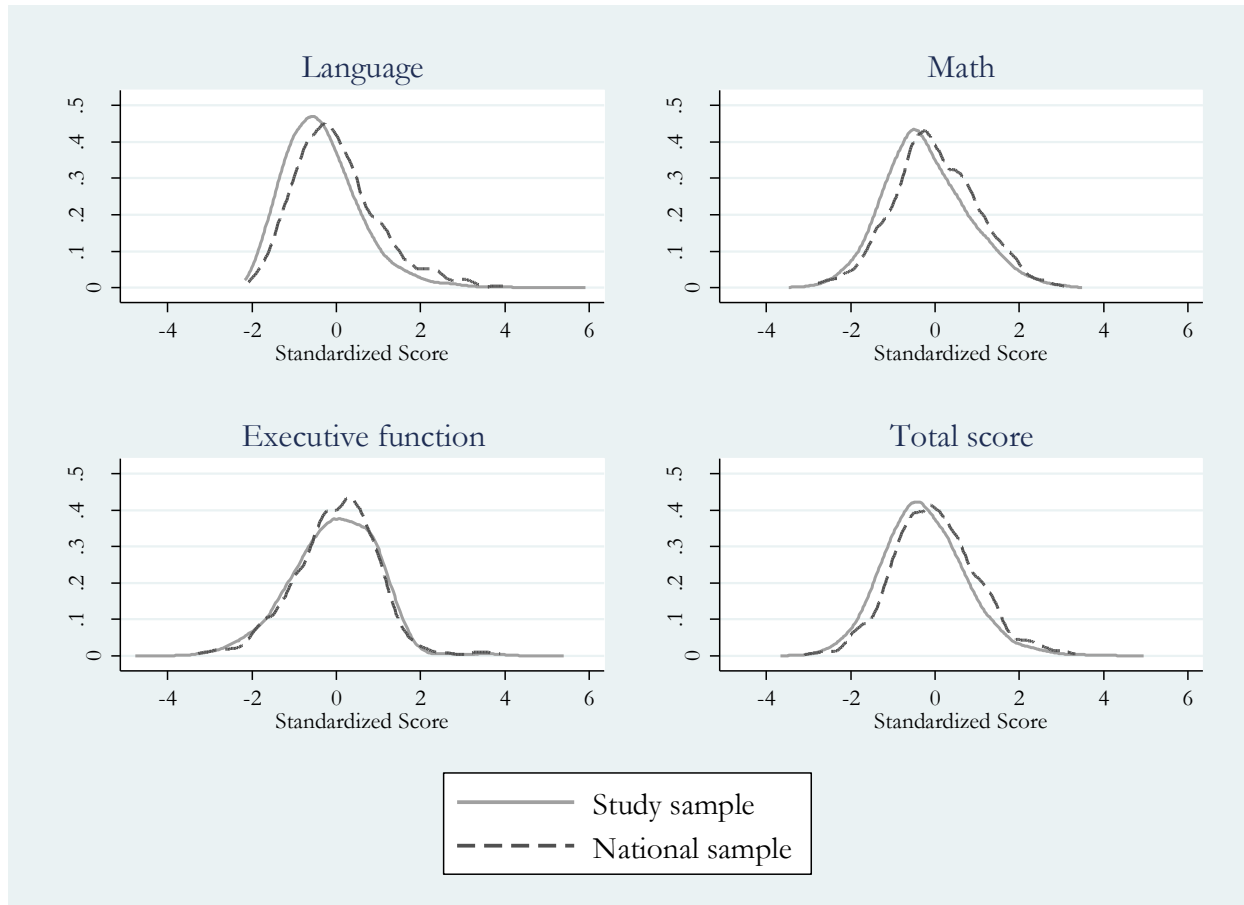 Language
.5
.4
.3
.2
.1
0
-4 -2 0 2 4 6
Standardized Score
Math
.5
.4
.3
.2
.1
0
-4 -2 0 2 4 6
Standardized Score
Executive function
.5
.4
.3
.2
.1
0
-4 -2 0 2 4 6
Standardized Score
Total score
.5
.4
.3
.2
.1
0
-4 -2 0 2 4 6
Standardized Score
Study sample
National sample